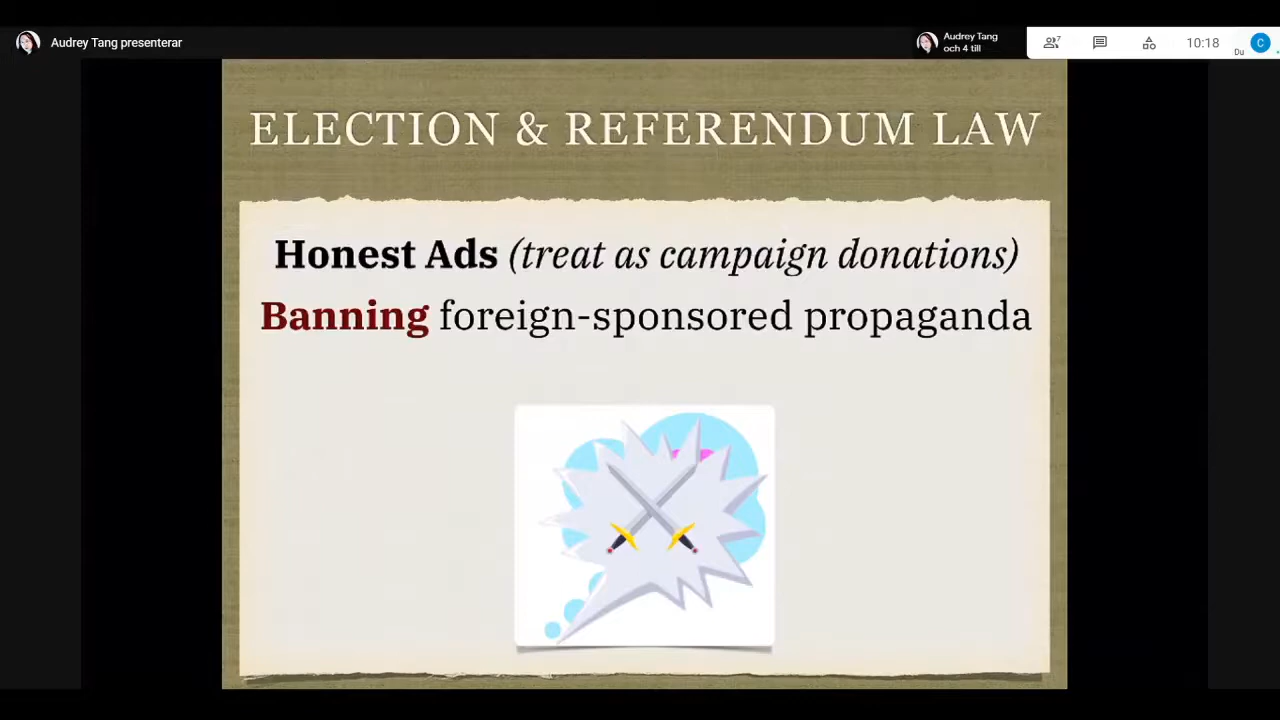 Audrey Tang presenterar
Audrey Tang
och 4 till
7
10:18
Du
C
ELECTION & REFERENDUM LAW
Honest Ads (treat as campaign donations)
Banning foreign-sponsored propaganda